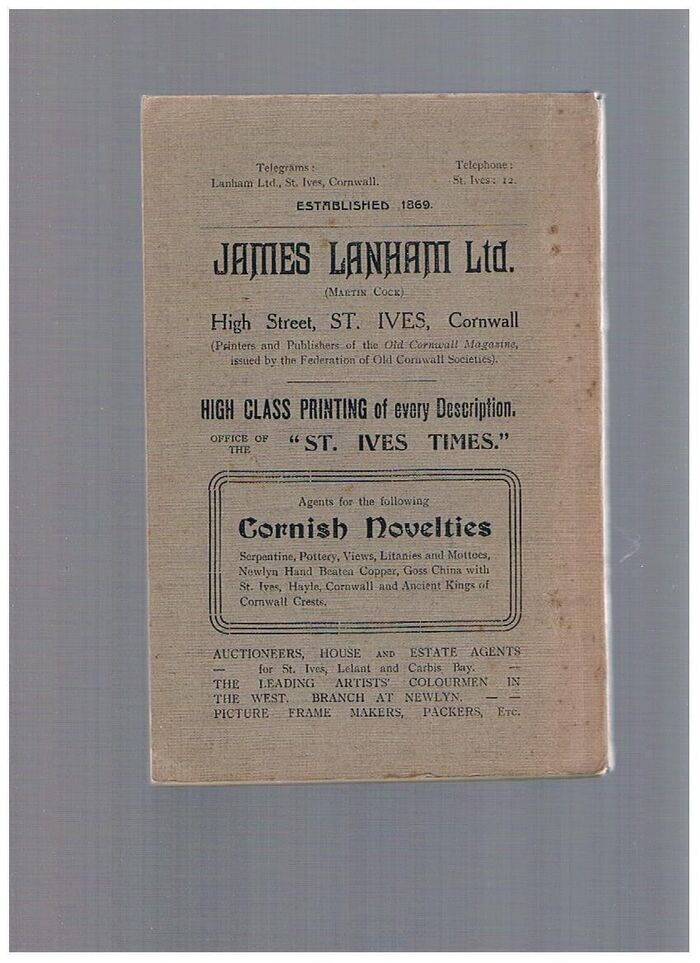 Telegrams: Telephone:
Lanham Ltd., St. Ives, Cornwall. St. Ives: 12.
ESTABLISHED 1869.
JAMES LANHAM Ltd.
(MARTIN COCK)
High Street, ST. IVES, Cornwall
(Printers and Publishers of the Old Cornwall Magazine,
issued by the Federation of Old Cornwall Societies).
HIGH CLASS PRINTING of every Description.
OFFICE OF THE "ST. IVES TIMES."
Agents for the following
Cornish Novelties
Serpentine, Pottery, Views, Litanies and Mottoes,
Newlyn Hand Beaten Copper, Goss China with
St. Ives, Hayle, Cornwall and Ancient Kings of
Cornwall Crests.
AUCTIONEERS, HOUSE AND ESTATE AGENTS
— for St. Ives, Lelant and Carbis Bay. —
THE LEADING ARTISTS' COLOURMEN IN
THE WEST. BRANCH AT NEWLYN. — —
PICTURE FRAME MAKERS, PACKERS, ETC.